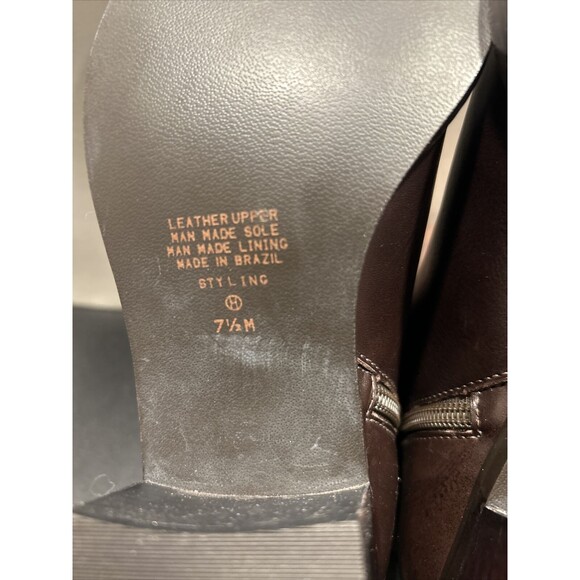 LEATHER UPPER
MAN MADE SOLE
MAN MADE LINING
MADE IN BRAZIL
STYLING
H
7½M